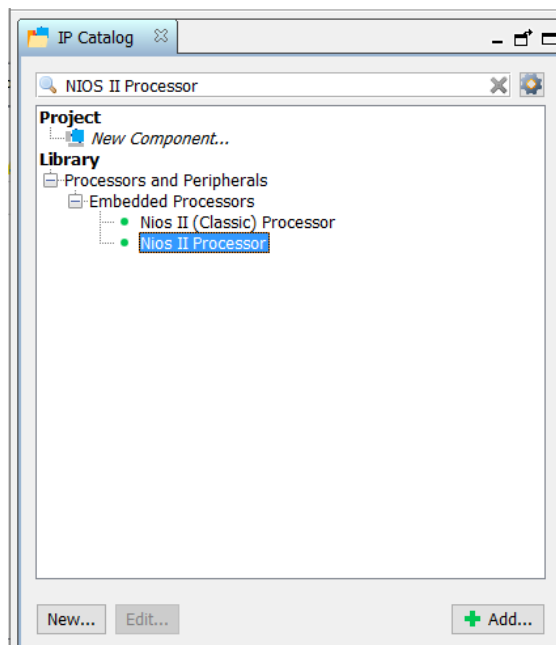 IP Catalog
NIOS II Processor
Project
New Component...
Library
Processors and Peripherals
Embedded Processors
Nios II (Classic) Processor
Nios II Processor
New... Edit... Add...